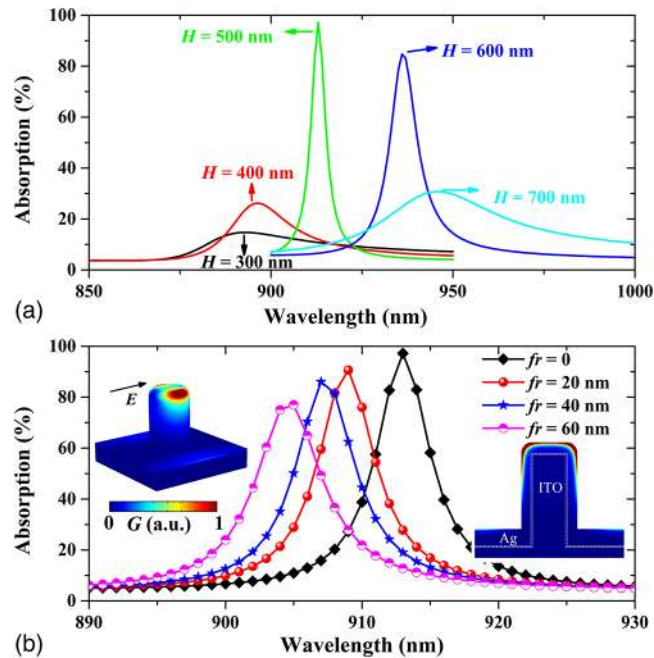 100
80
60
40
20
0
Absorption (%)
H = 500 nm
H = 600 nm
H = 400 nm
H = 700 nm
H = 300 nm
850 900 950 1000
Wavelength (nm)
(a)
100
80
60
40
20
0
Absorption (%)
E
0 G (a.u.) 1
fr = 0
fr = 20 nm
fr = 40 nm
fr = 60 nm
ITO
Ag
890 900 910 920 930
Wavelength (nm)
(b)